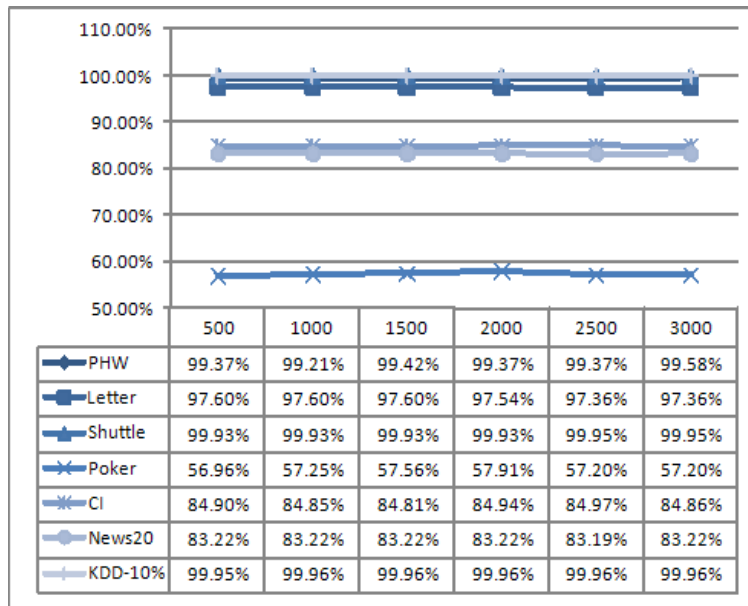 110.00%
100.00%
90.00%
80.00%
70.00%
60.00%
50.00%
500 1000 1500 2000 2500 3000
PHW 99.37% 99.21% 99.42% 99.37% 99.37% 99.58%
Letter 97.60% 97.60% 97.60% 97.54% 97.36% 97.36%
Shuttle 99.93% 99.93% 99.93% 99.93% 99.95% 99.95%
Poker 56.96% 57.25% 57.56% 57.91% 57.20% 57.20%
CI 84.90% 84.85% 84.81% 84.94% 84.97% 84.86%
News20 83.22% 83.22% 83.22% 83.22% 83.19% 83.22%
KDD-10% 99.95% 99.96% 99.96% 99.96% 99.96% 99.96%